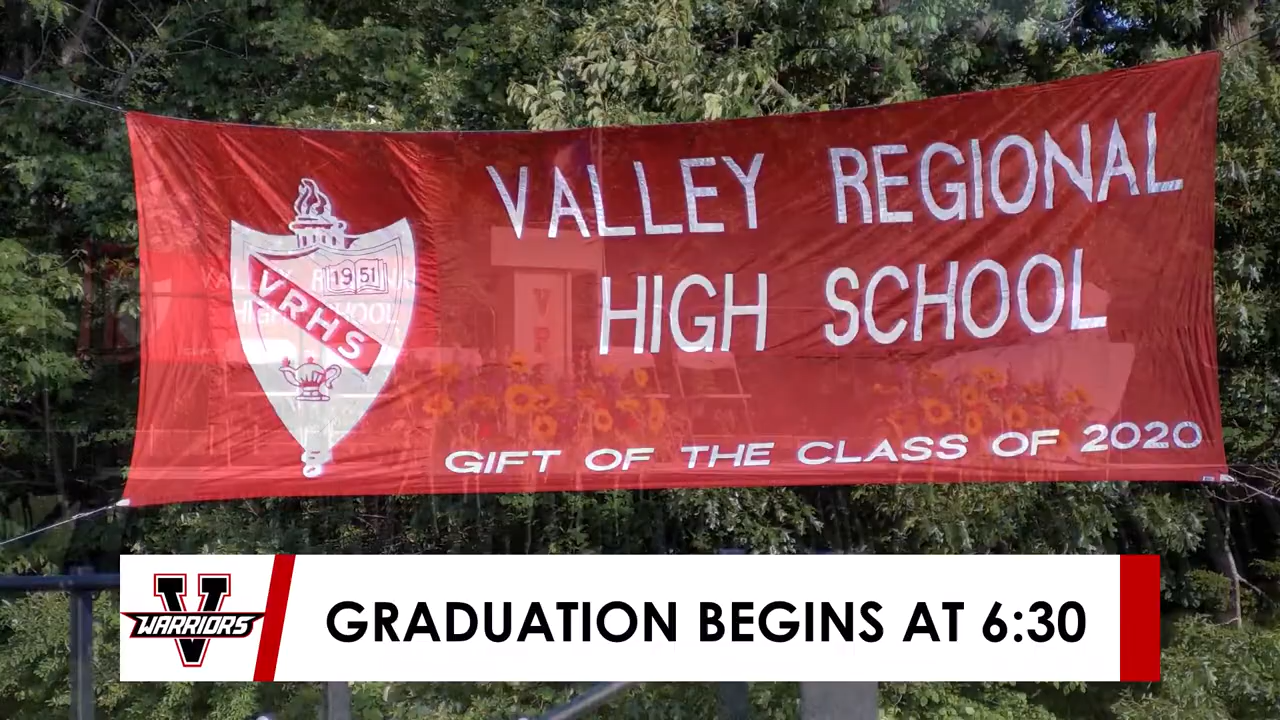 VALLEY REGIONAL
HIGH SCHOOL
1951
VRHS
GIFT OF THE CLASS OF 2020
V
WARRIORS
GRADUATION BEGINS AT 6:30